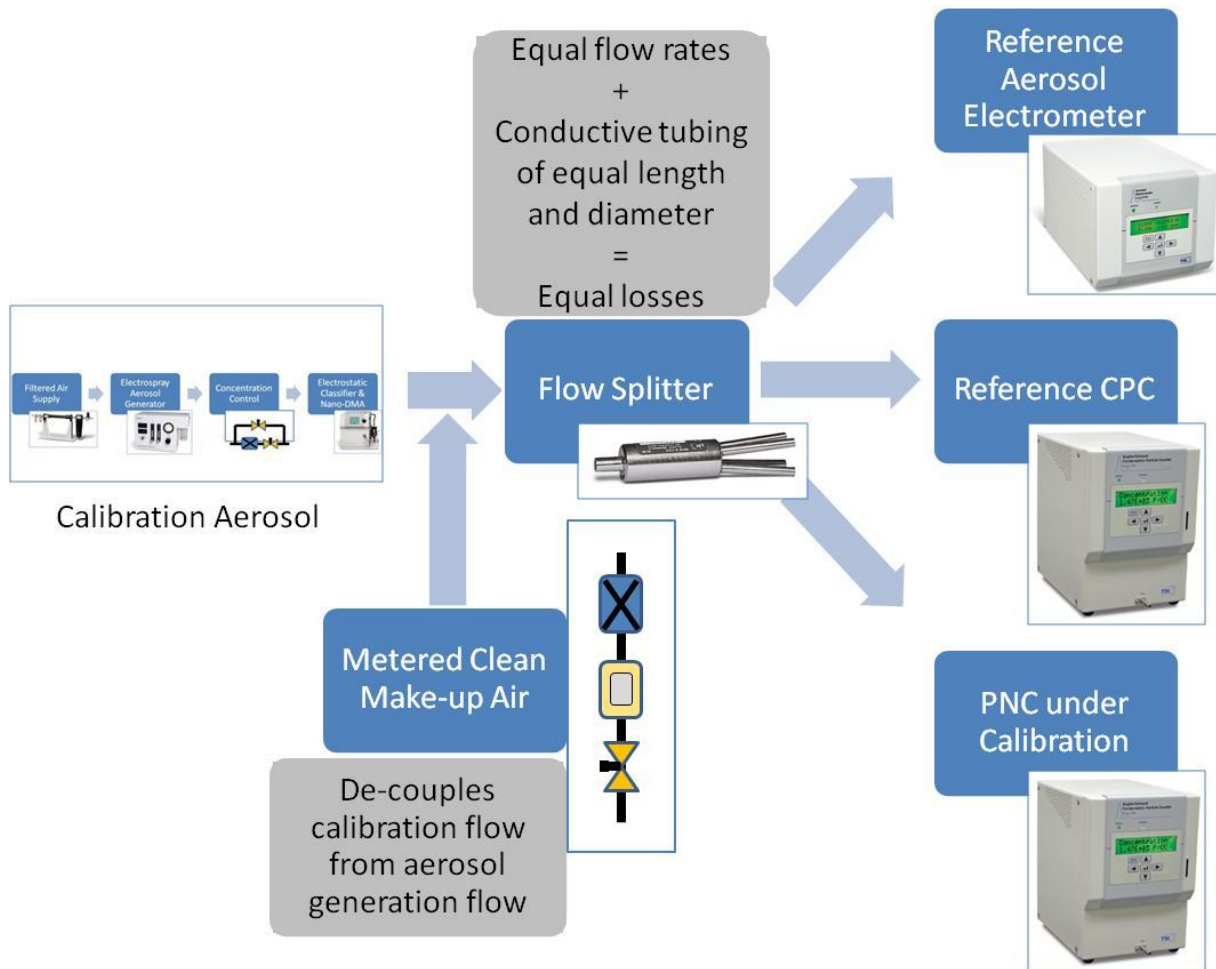 Equal flow rates
+
Conductive tubing
of equal length
and diameter
=
Equal losses
Reference
Aerosol
Electrometer
Filtered Air
Supply
Electrospray
Aerosol
Generator
Concentration
Control
Electrostatic
Classifier &
Nano-DMA
Calibration Aerosol
Flow Splitter
Reference CPC
Metered Clean
Make-up Air
De-couples
calibration flow
from aerosol
generation flow
PNC under
Calibration